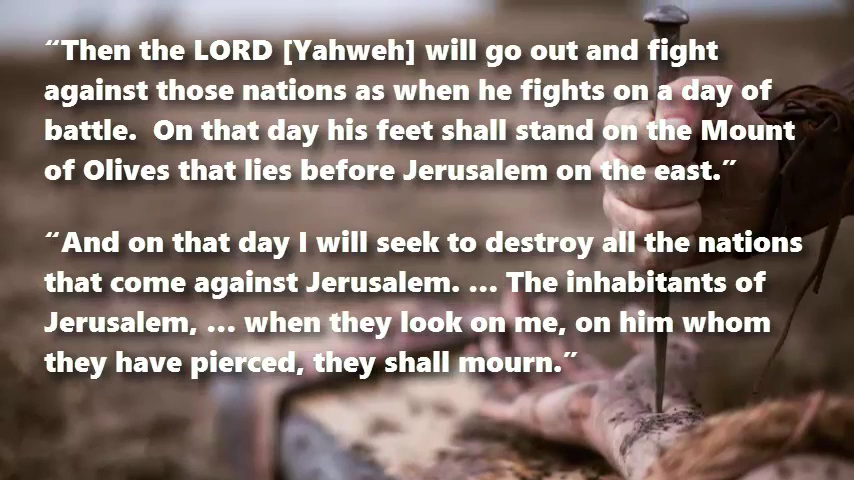 “Then the LORD [Yahweh] will go out and fight
against those nations as when he fights on a day of
battle.  On that day his feet shall stand on the Mount
of Olives that lies before Jerusalem on the east.”
“And on that day I will seek to destroy all the nations
that come against Jerusalem. … The inhabitants of
Jerusalem, … when they look on me, on him whom
they have pierced, they shall mourn.”